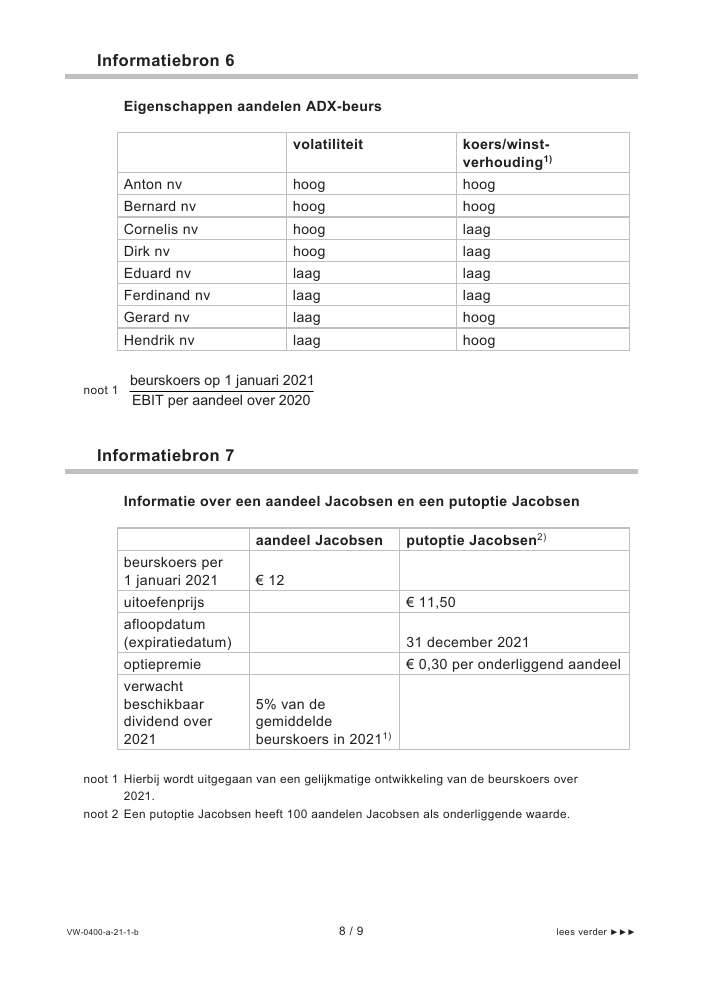 Informatiebron 6
Eigenschappen aandelen ADX-beurs
volatiliteit koers/winst-
verhouding1)
Anton nv hoog hoog
Bernard nv hoog hoog
Cornelis nv hoog laag
Dirk nv hoog laag
Eduard nv laag laag
Ferdinand nv laag laag
Gerard nv laag hoog
Hendrik nv laag hoog
beurskoers op 1 januari 2021
noot 1
EBIT per aandeel over 2020
Informatiebron 7
Informatie over een aandeel Jacobsen en een putoptie Jacobsen
aandeel Jacobsen putoptie Jacobsen2)
beurskoers per
1 januari 2021 € 12
uitoefenprijs € 11,50
afloopdatum
(expiratiedatum) 31 december 2021
optiepremie € 0,30 per onderliggend aandeel
verwacht
beschikbaar 5% van de
dividend over gemiddelde
2021 beurskoers in 20211)
noot 1 Hierbij wordt uitgegaan van een gelijkmatige ontwikkeling van de beurskoers over
2021.
noot 2 Een putoptie Jacobsen heeft 100 aandelen Jacobsen als onderliggende waarde.
VW-0400-a-21-1-b 8 / 9 lees verder ►►►